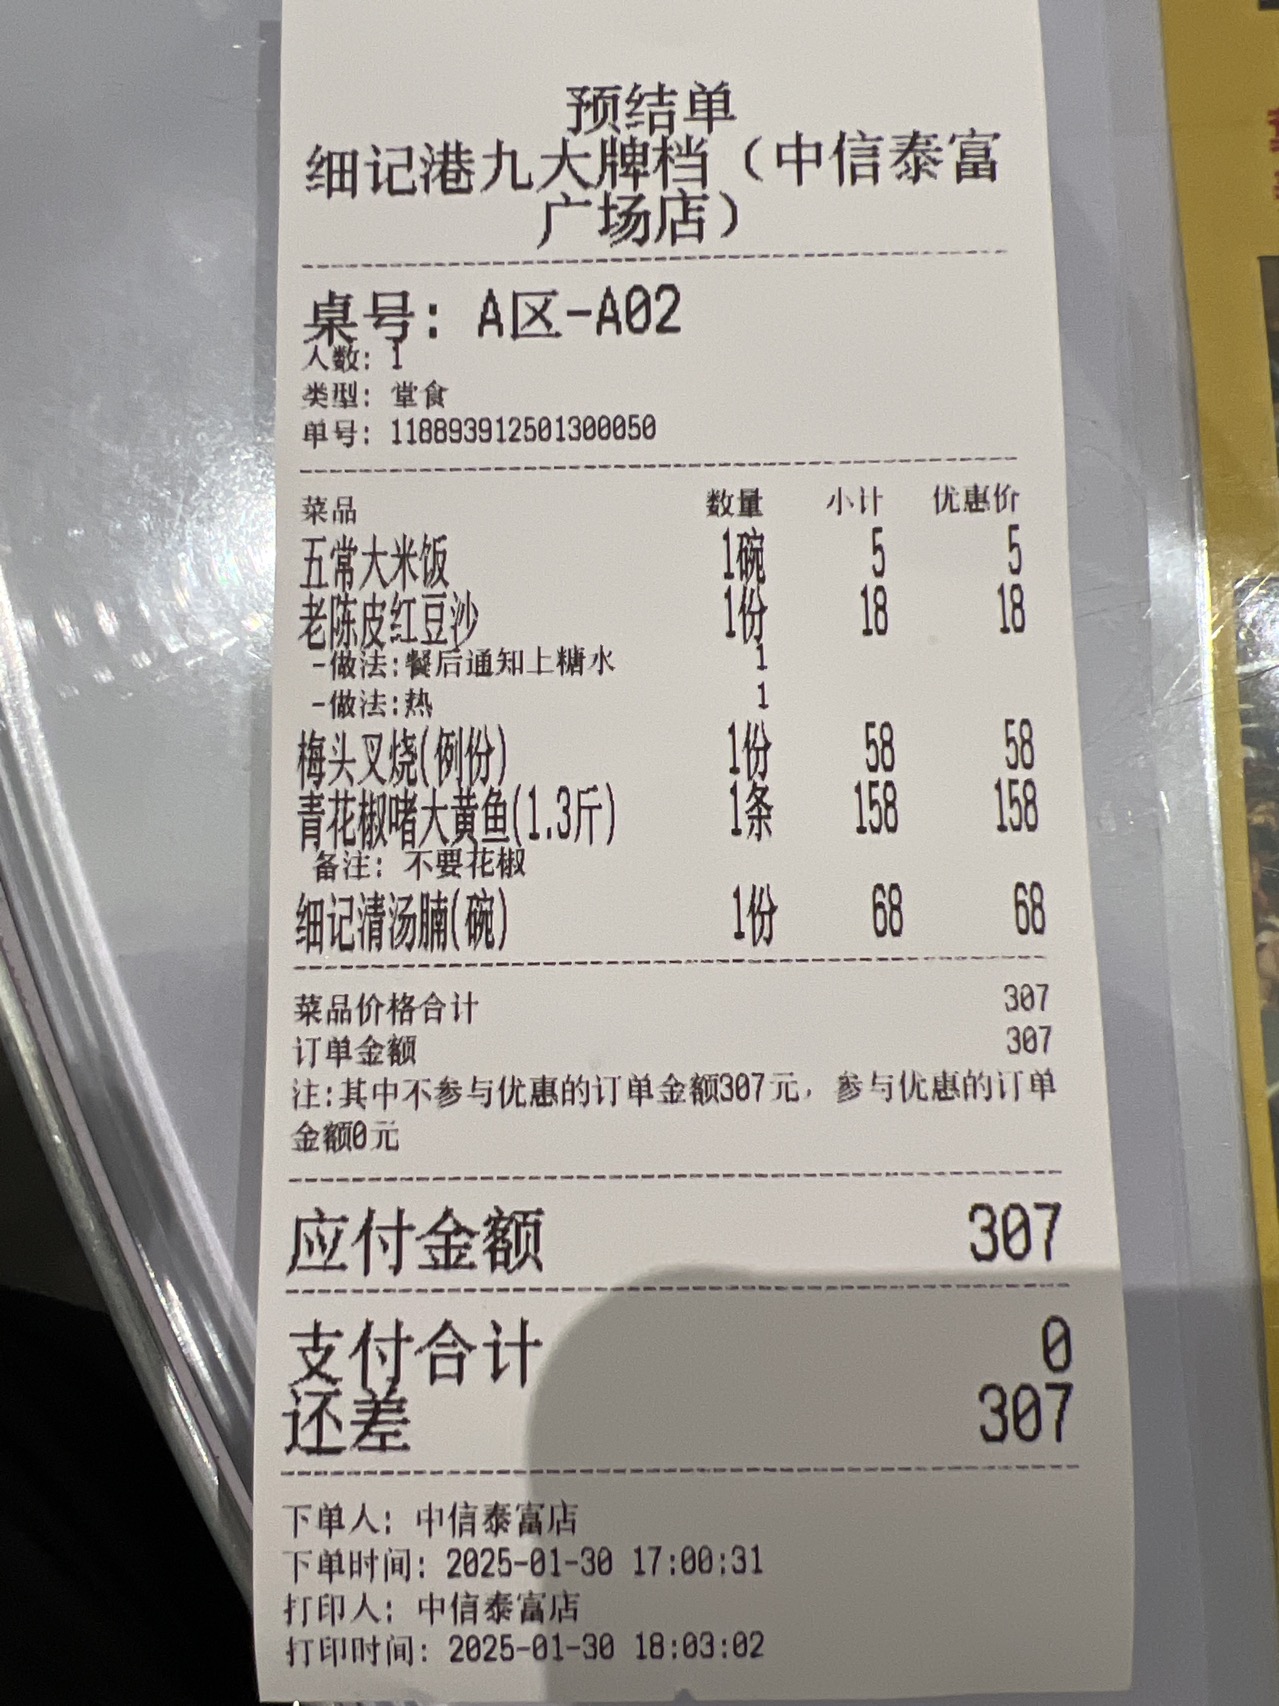 预结单
细记港九大牌档（中信泰富
广场店）
桌号: A区-A02
人数: 1
类型: 堂食
单号: 118893912501300050
菜品 数量 小计 优惠价
五常大米饭 1碗 5 5
老陈皮红豆沙 1份 18 18
-做法:餐后通知上糖水 1
-做法:热 1
梅头叉烧(例份) 1份 58 58
青花椒啫大黄鱼(1.3斤) 1条 158 158
备注: 不要花椒
细记清汤腩(碗) 1份 68 68
菜品价格合计 307
订单金额 307
注:其中不参与优惠的订单金额307元，参与优惠的订单
金额0元
应付金额 307
支付合计 0
还差 307
下单人: 中信泰富店
下单时间: 2025-01-30 17:00:31
打印人: 中信泰富店
打印时间: 2025-01-30 18:03:02